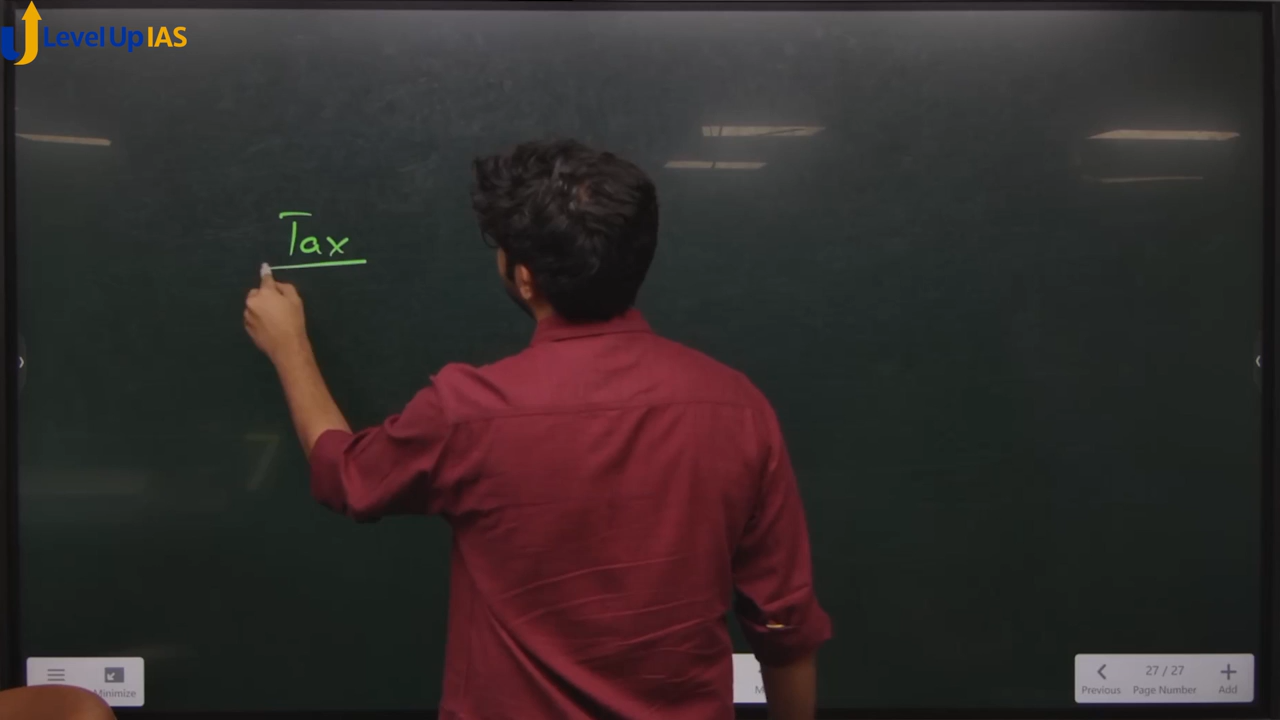 Level Up IAS
Tax
Minimize
27 / 27
Previous
Page Number
Add